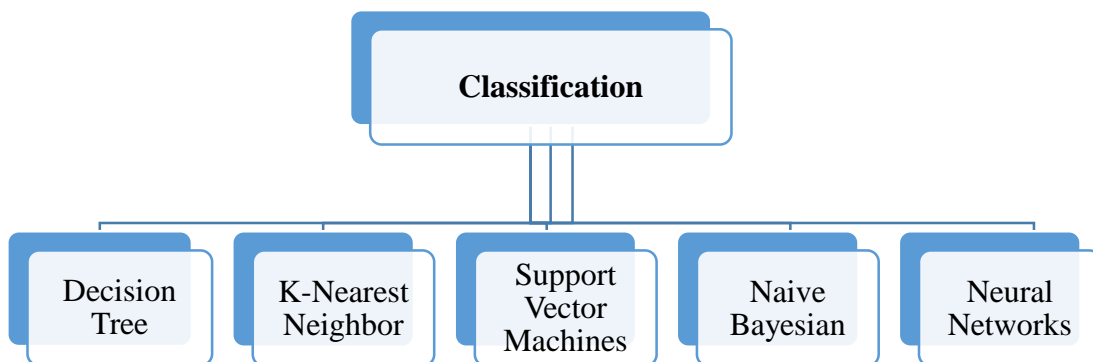 Classification
Decision
Tree
K-Nearest
Neighbor
Support
Vector
Machines
Naive
Bayesian
Neural
Networks